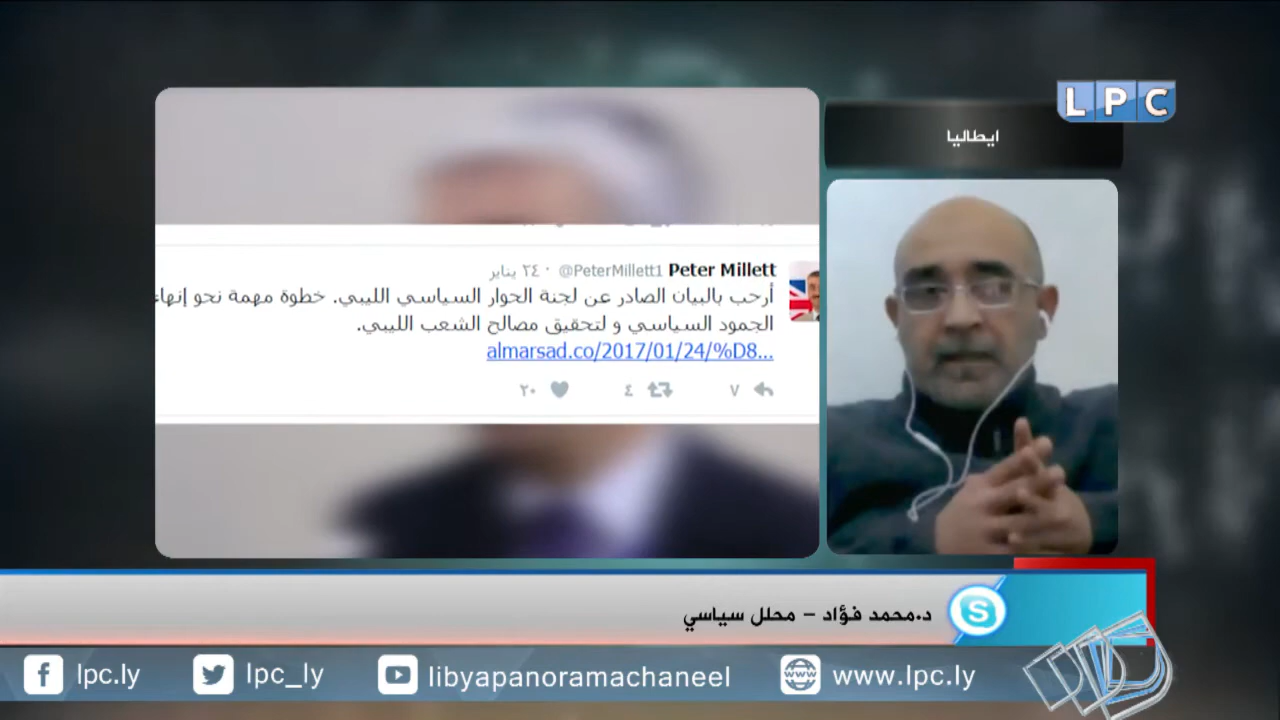 LPC
ايطاليا
Peter Millett @PeterMillett1 · ٢٤ يناير
أرحب بالبيان الصادر عن لجنة الحوار السياسي الليبي. خطوة مهمة نحو إنهاء
الجمود السياسي و لتحقيق مصالح الشعب الليبي.
almarsad.co/2017/01/24/%D8...
٧ ٤ ٢٠
د.محمد فؤاد – محلل سياسي
lpc.ly lpc_ly libyapanoramachaneel www.lpc.ly